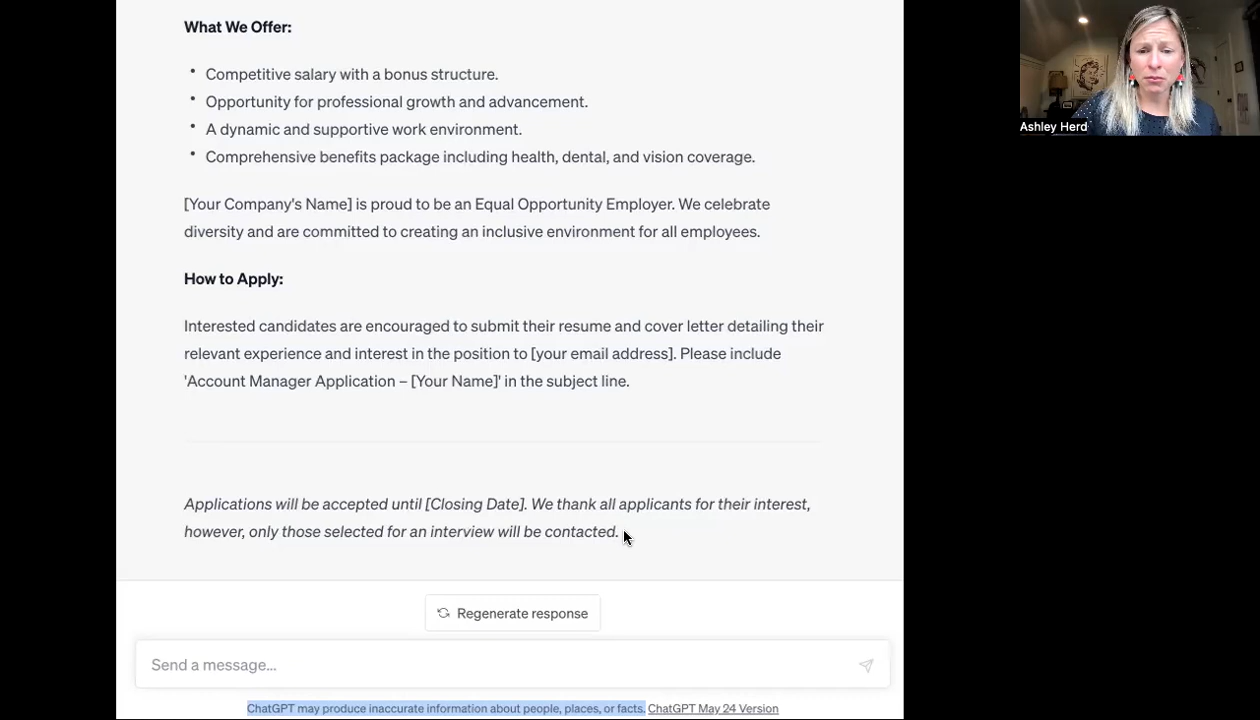 What We Offer:
• Competitive salary with a bonus structure.
• Opportunity for professional growth and advancement.
• A dynamic and supportive work environment.
• Comprehensive benefits package including health, dental, and vision coverage.
[Your Company's Name] is proud to be an Equal Opportunity Employer. We celebrate
diversity and are committed to creating an inclusive environment for all employees.
How to Apply:
Interested candidates are encouraged to submit their resume and cover letter detailing their
relevant experience and interest in the position to [your email address]. Please include
'Account Manager Application – [Your Name]' in the subject line.
Applications will be accepted until [Closing Date]. We thank all applicants for their interest,
however, only those selected for an interview will be contacted.
Regenerate response
Send a message...
ChatGPT may produce inaccurate information about people, places, or facts. ChatGPT May 24 Version
Ashley Herd